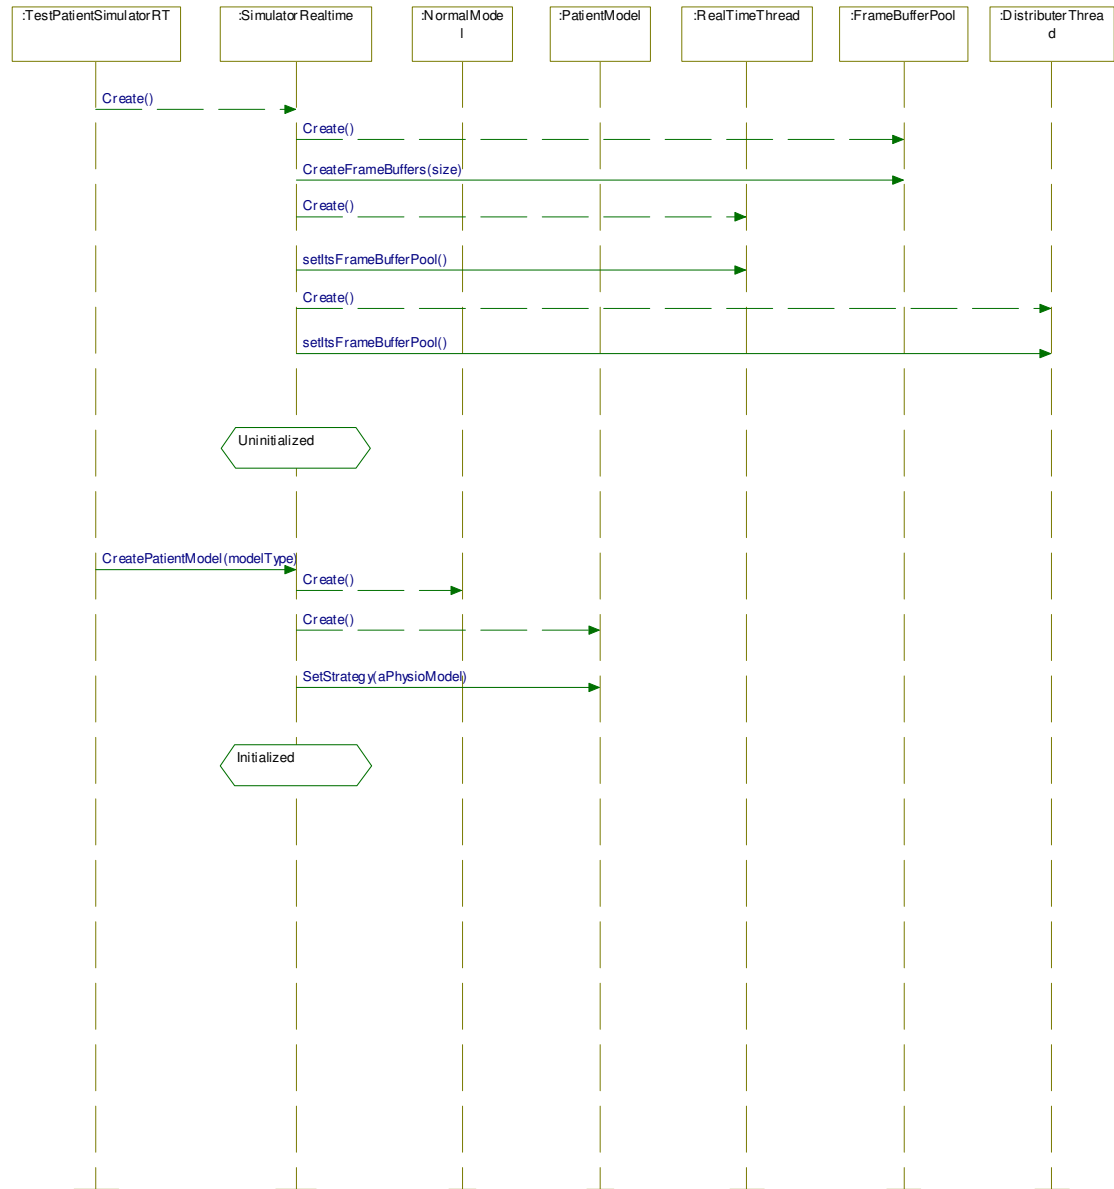 :TestPatientSimulatorRT
:SimulatorRealtime
:NormalMode
l
:PatientModel
:RealTimeThread
:FrameBufferPool
:DistributerThrea
d
Create()
Create()
CreateFrameBuffers(size)
Create()
setItsFrameBufferPool()
Create()
setItsFrameBufferPool()
Uninitialized
CreatePatientModel(modelType)
Create()
Create()
SetStrategy(aPhysioModel)
Initialized